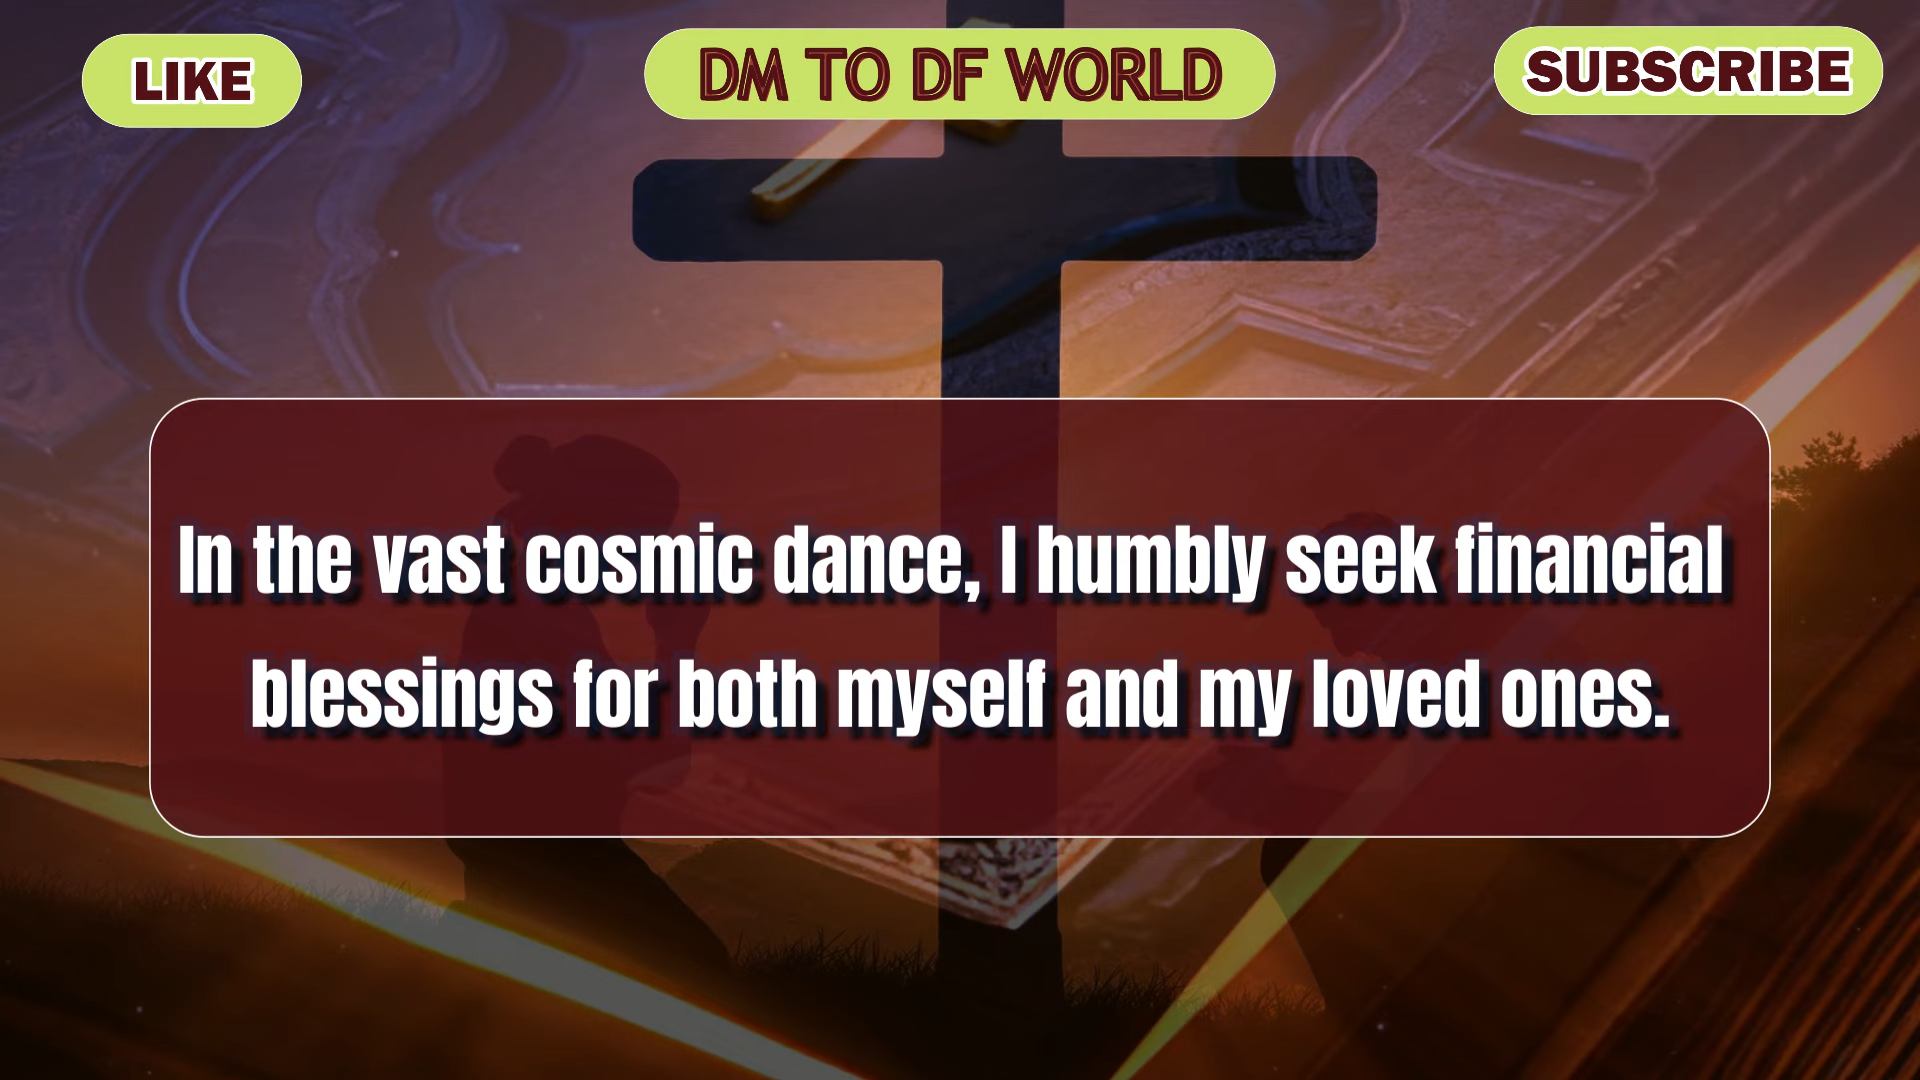 LIKE
DM TO DF WORLD
SUBSCRIBE
In the vast cosmic dance, I humbly seek financial
blessings for both myself and my loved ones.